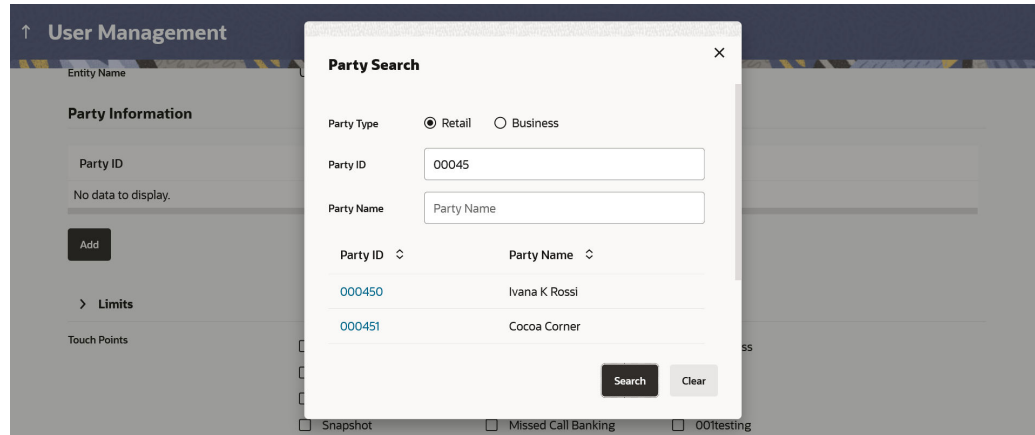 ↑ User Management
Entity Name
Party Information
Party ID
No data to display.
Add
Limits
Touch Points
Party Search
Party Type Retail Business
Party ID 00045
Party Name Party Name
Party ID Party Name
000450 Ivana K Rossi
000451 Cocoa Corner
Search Clear
ss
Snapshot Missed Call Banking 001testing